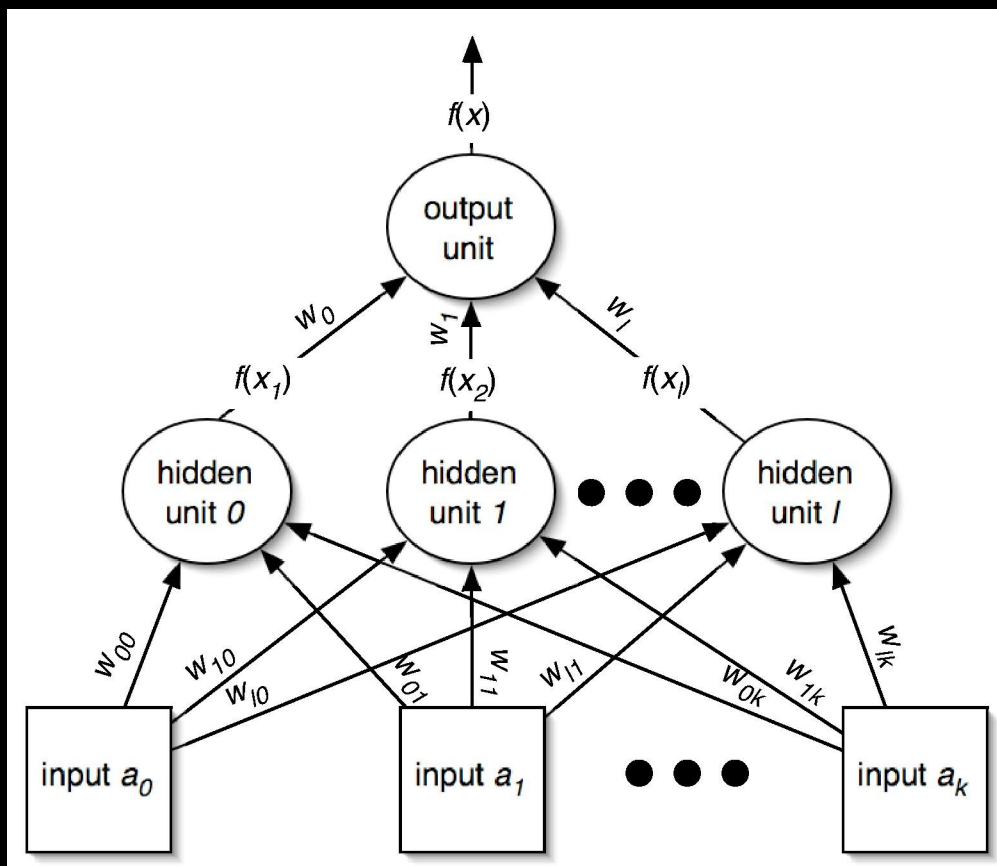 f(x)
output
unit
w0
w1
wl
f(x1)
f(x2)
f(xl)
hidden
unit 0
hidden
unit 1
hidden
unit l
w00
w10
wl0
w01
w11
wl1
w0k
w1k
wlk
input a0
input a1
input ak